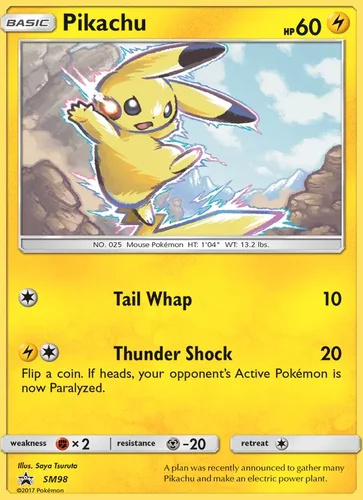 BASIC Pikachu HP60
NO. 025 Mouse Pokémon HT: 1'04" WT: 13.2 lbs.
Tail Whap 10
Thunder Shock 20
Flip a coin. If heads, your opponent's Active Pokémon is
now Paralyzed.
weakness ×2 resistance -20 retreat
Illus. Saya Tsuruta
A plan was recently announced to gather many
Pikachu and make an electric power plant.
PROMO SM98
©2017 Pokémon